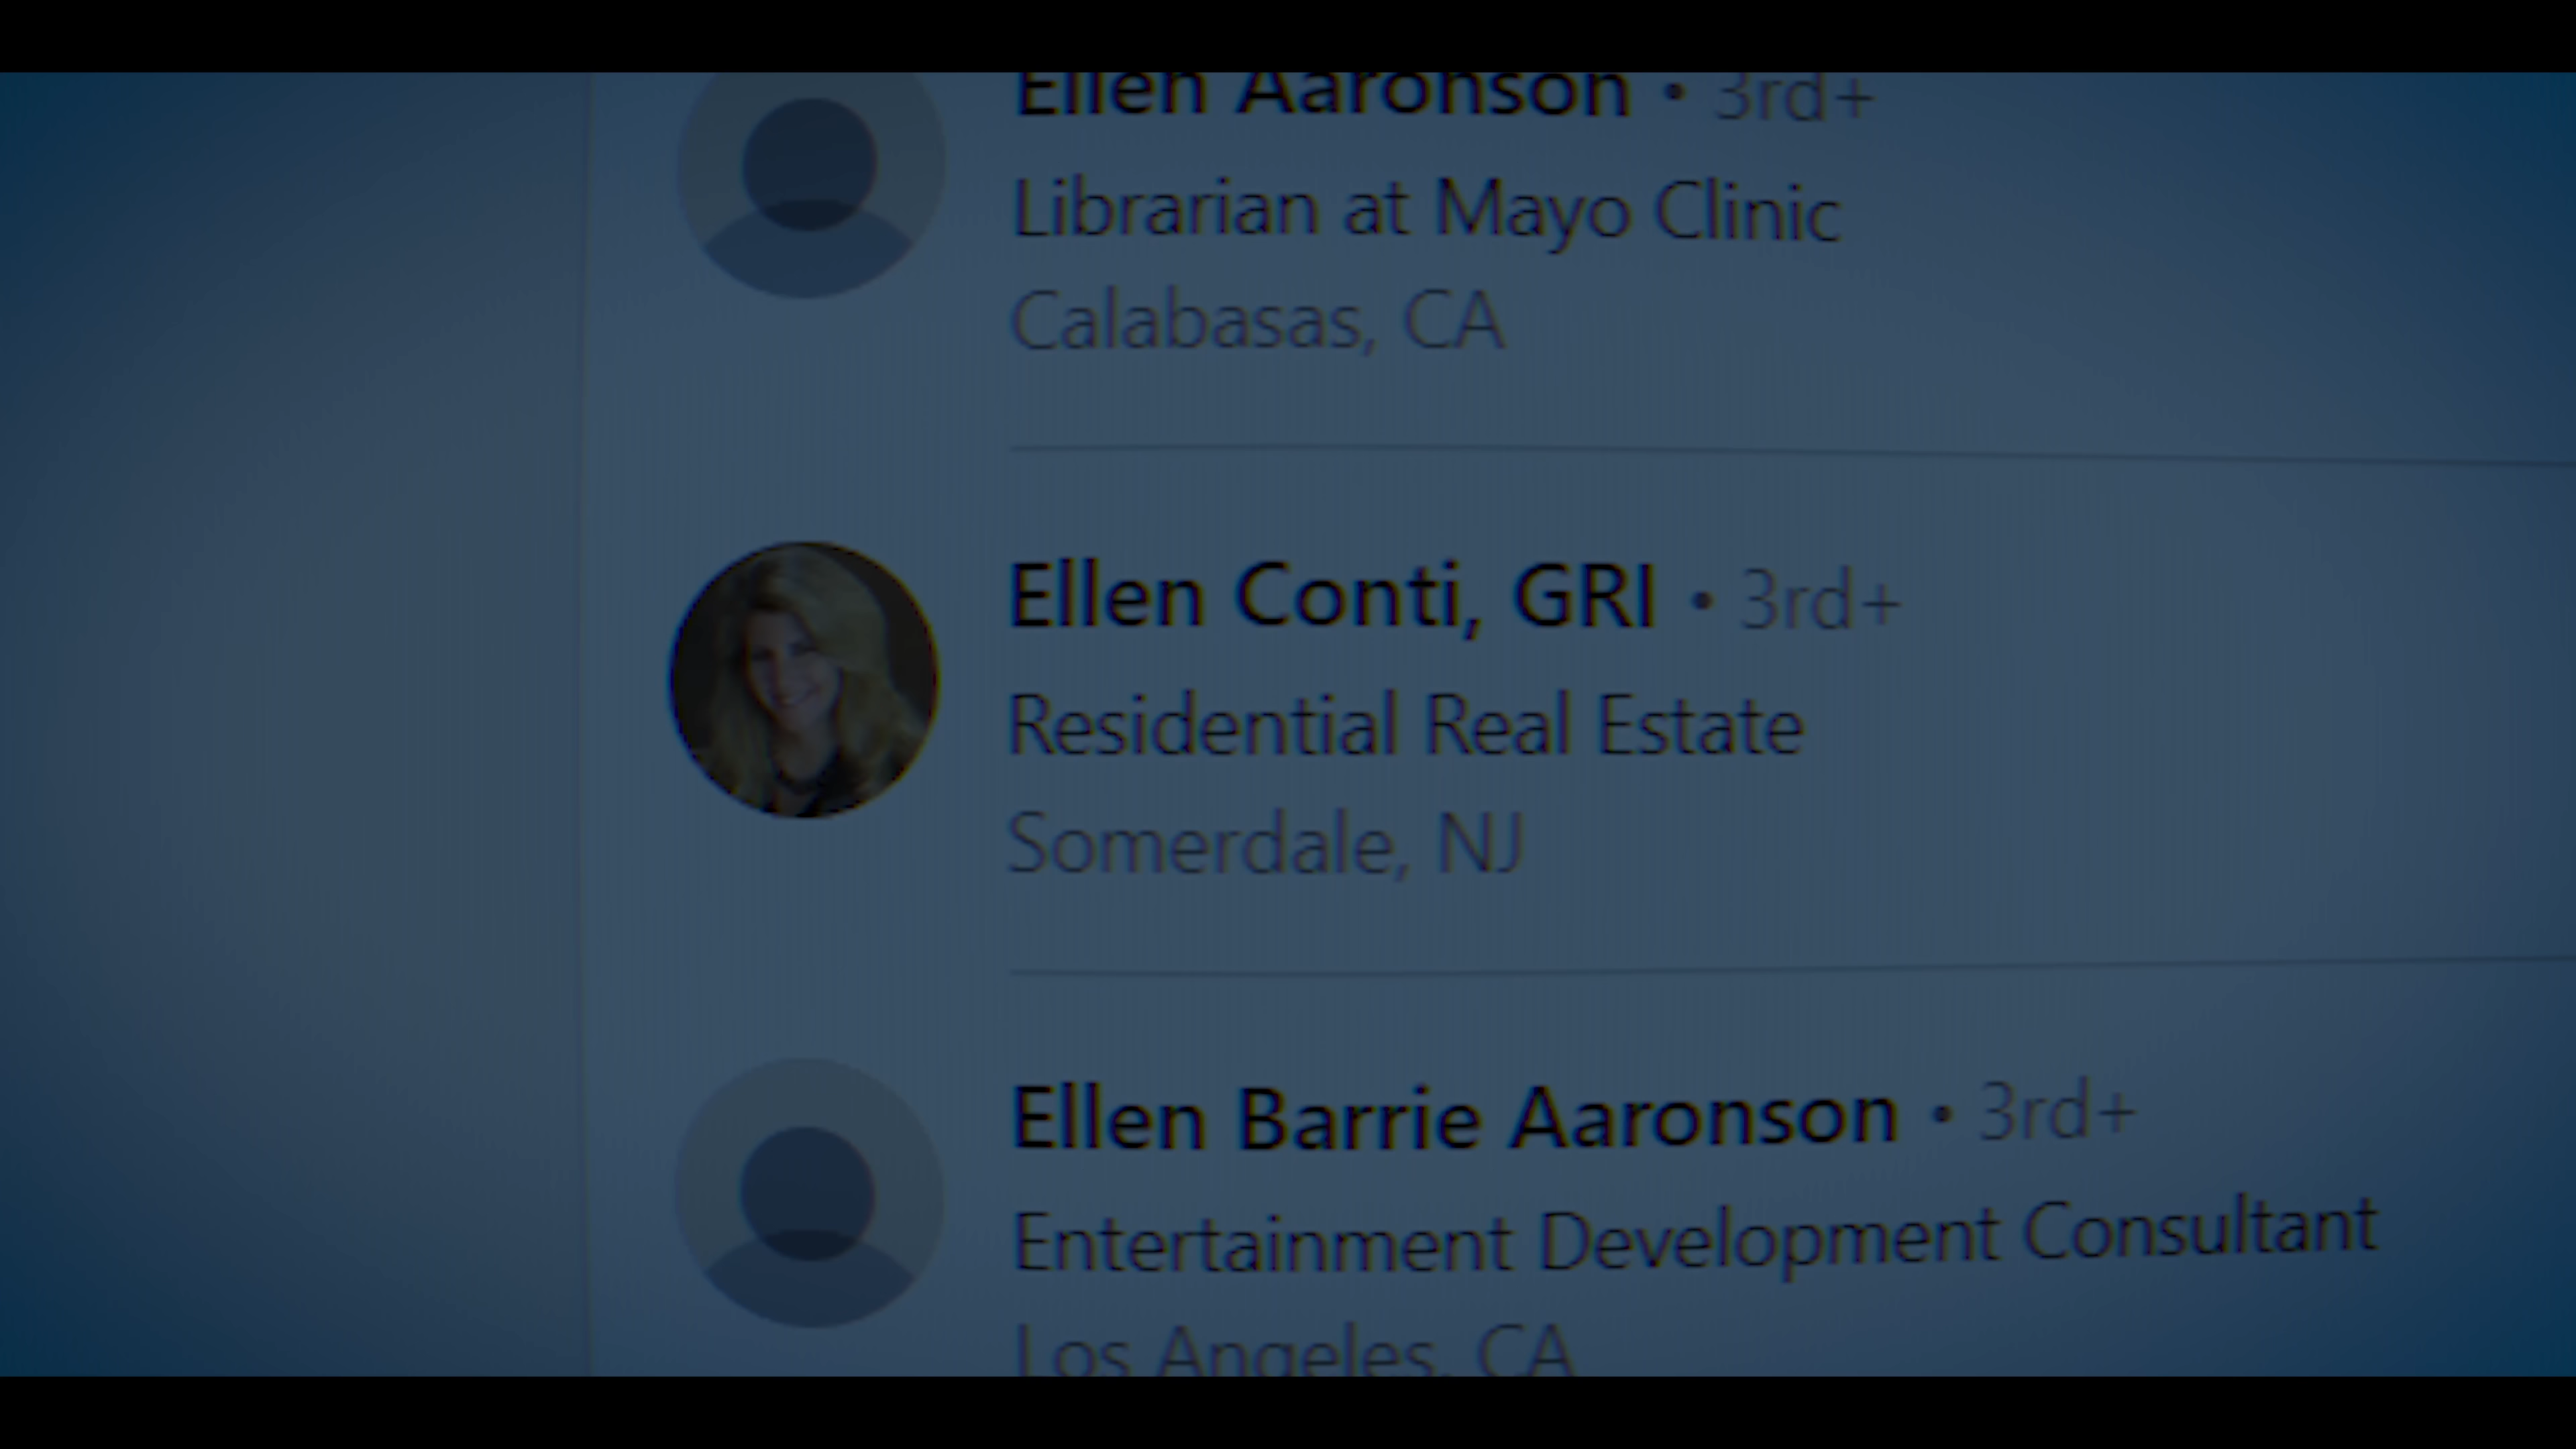 Ellen Aaronson • 3rd+
Librarian at Mayo Clinic
Calabasas, CA
Ellen Conti, GRI • 3rd+
Residential Real Estate
Somerdale, NJ
Ellen Barrie Aaronson • 3rd+
Entertainment Development Consultant
Los Angeles, CA